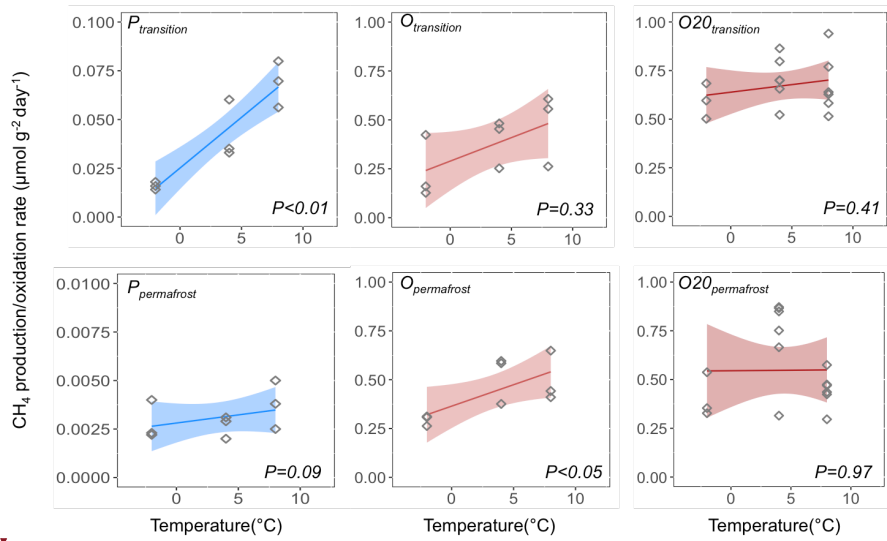 CH4 production/oxidation rate (µmol g-2 day-1)
Ptransition
0.100
0.075
0.050
0.025
0.000
P<0.01
0 5 10
Otransition
1.00
0.75
0.50
0.25
0.00
P=0.33
0 5 10
O20transition
1.00
0.75
0.50
0.25
0.00
P=0.41
0 5 10
Ppermafrost
0.0100
0.0075
0.0050
0.0025
0.0000
P=0.09
0 5 10
Temperature(°C)
Opermafrost
1.00
0.75
0.50
0.25
0.00
P<0.05
0 5 10
Temperature(°C)
O20permafrost
1.00
0.75
0.50
0.25
0.00
P=0.97
0 5 10
Temperature(°C)